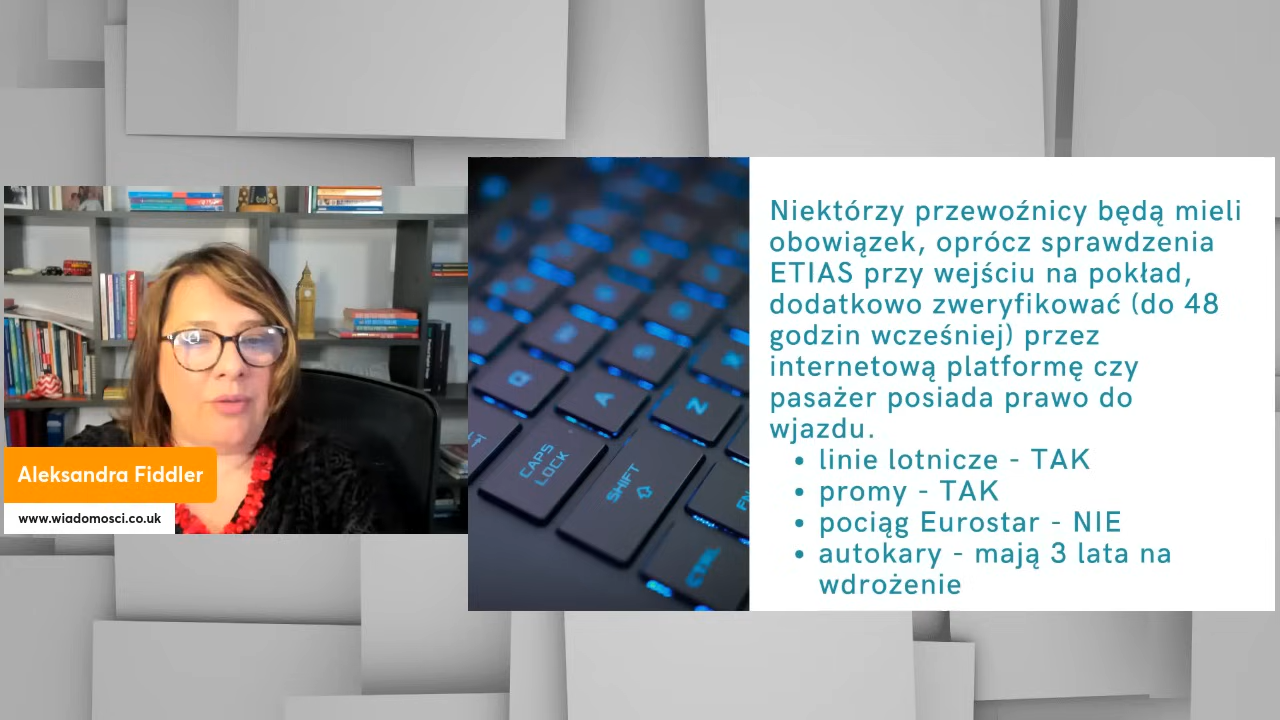 Niektórzy przewoźnicy będą mieli
obowiązek, oprócz sprawdzenia
ETIAS przy wejściu na pokład,
dodatkowo zweryfikować (do 48
godzin wcześniej) przez
internetową platformę czy
pasażer posiada prawo do
wjazdu.
• linie lotnicze - TAK
• promy - TAK
• pociąg Eurostar - NIE
• autokary - mają 3 lata na
wdrożenie
Aleksandra Fiddler
www.wiadomosci.co.uk
Q
A
Z
CAPS
LOCK
SHIFT
FN
CTRL